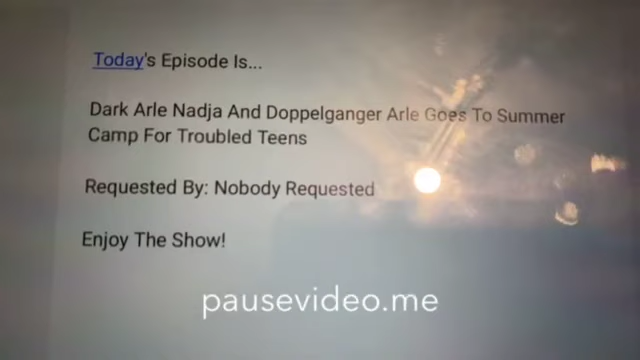 Today's Episode Is...
Dark Arle Nadja And Doppelganger Arle Goes To Summer
Camp For Troubled Teens
Requested By: Nobody Requested
Enjoy The Show!
pausevideo.me